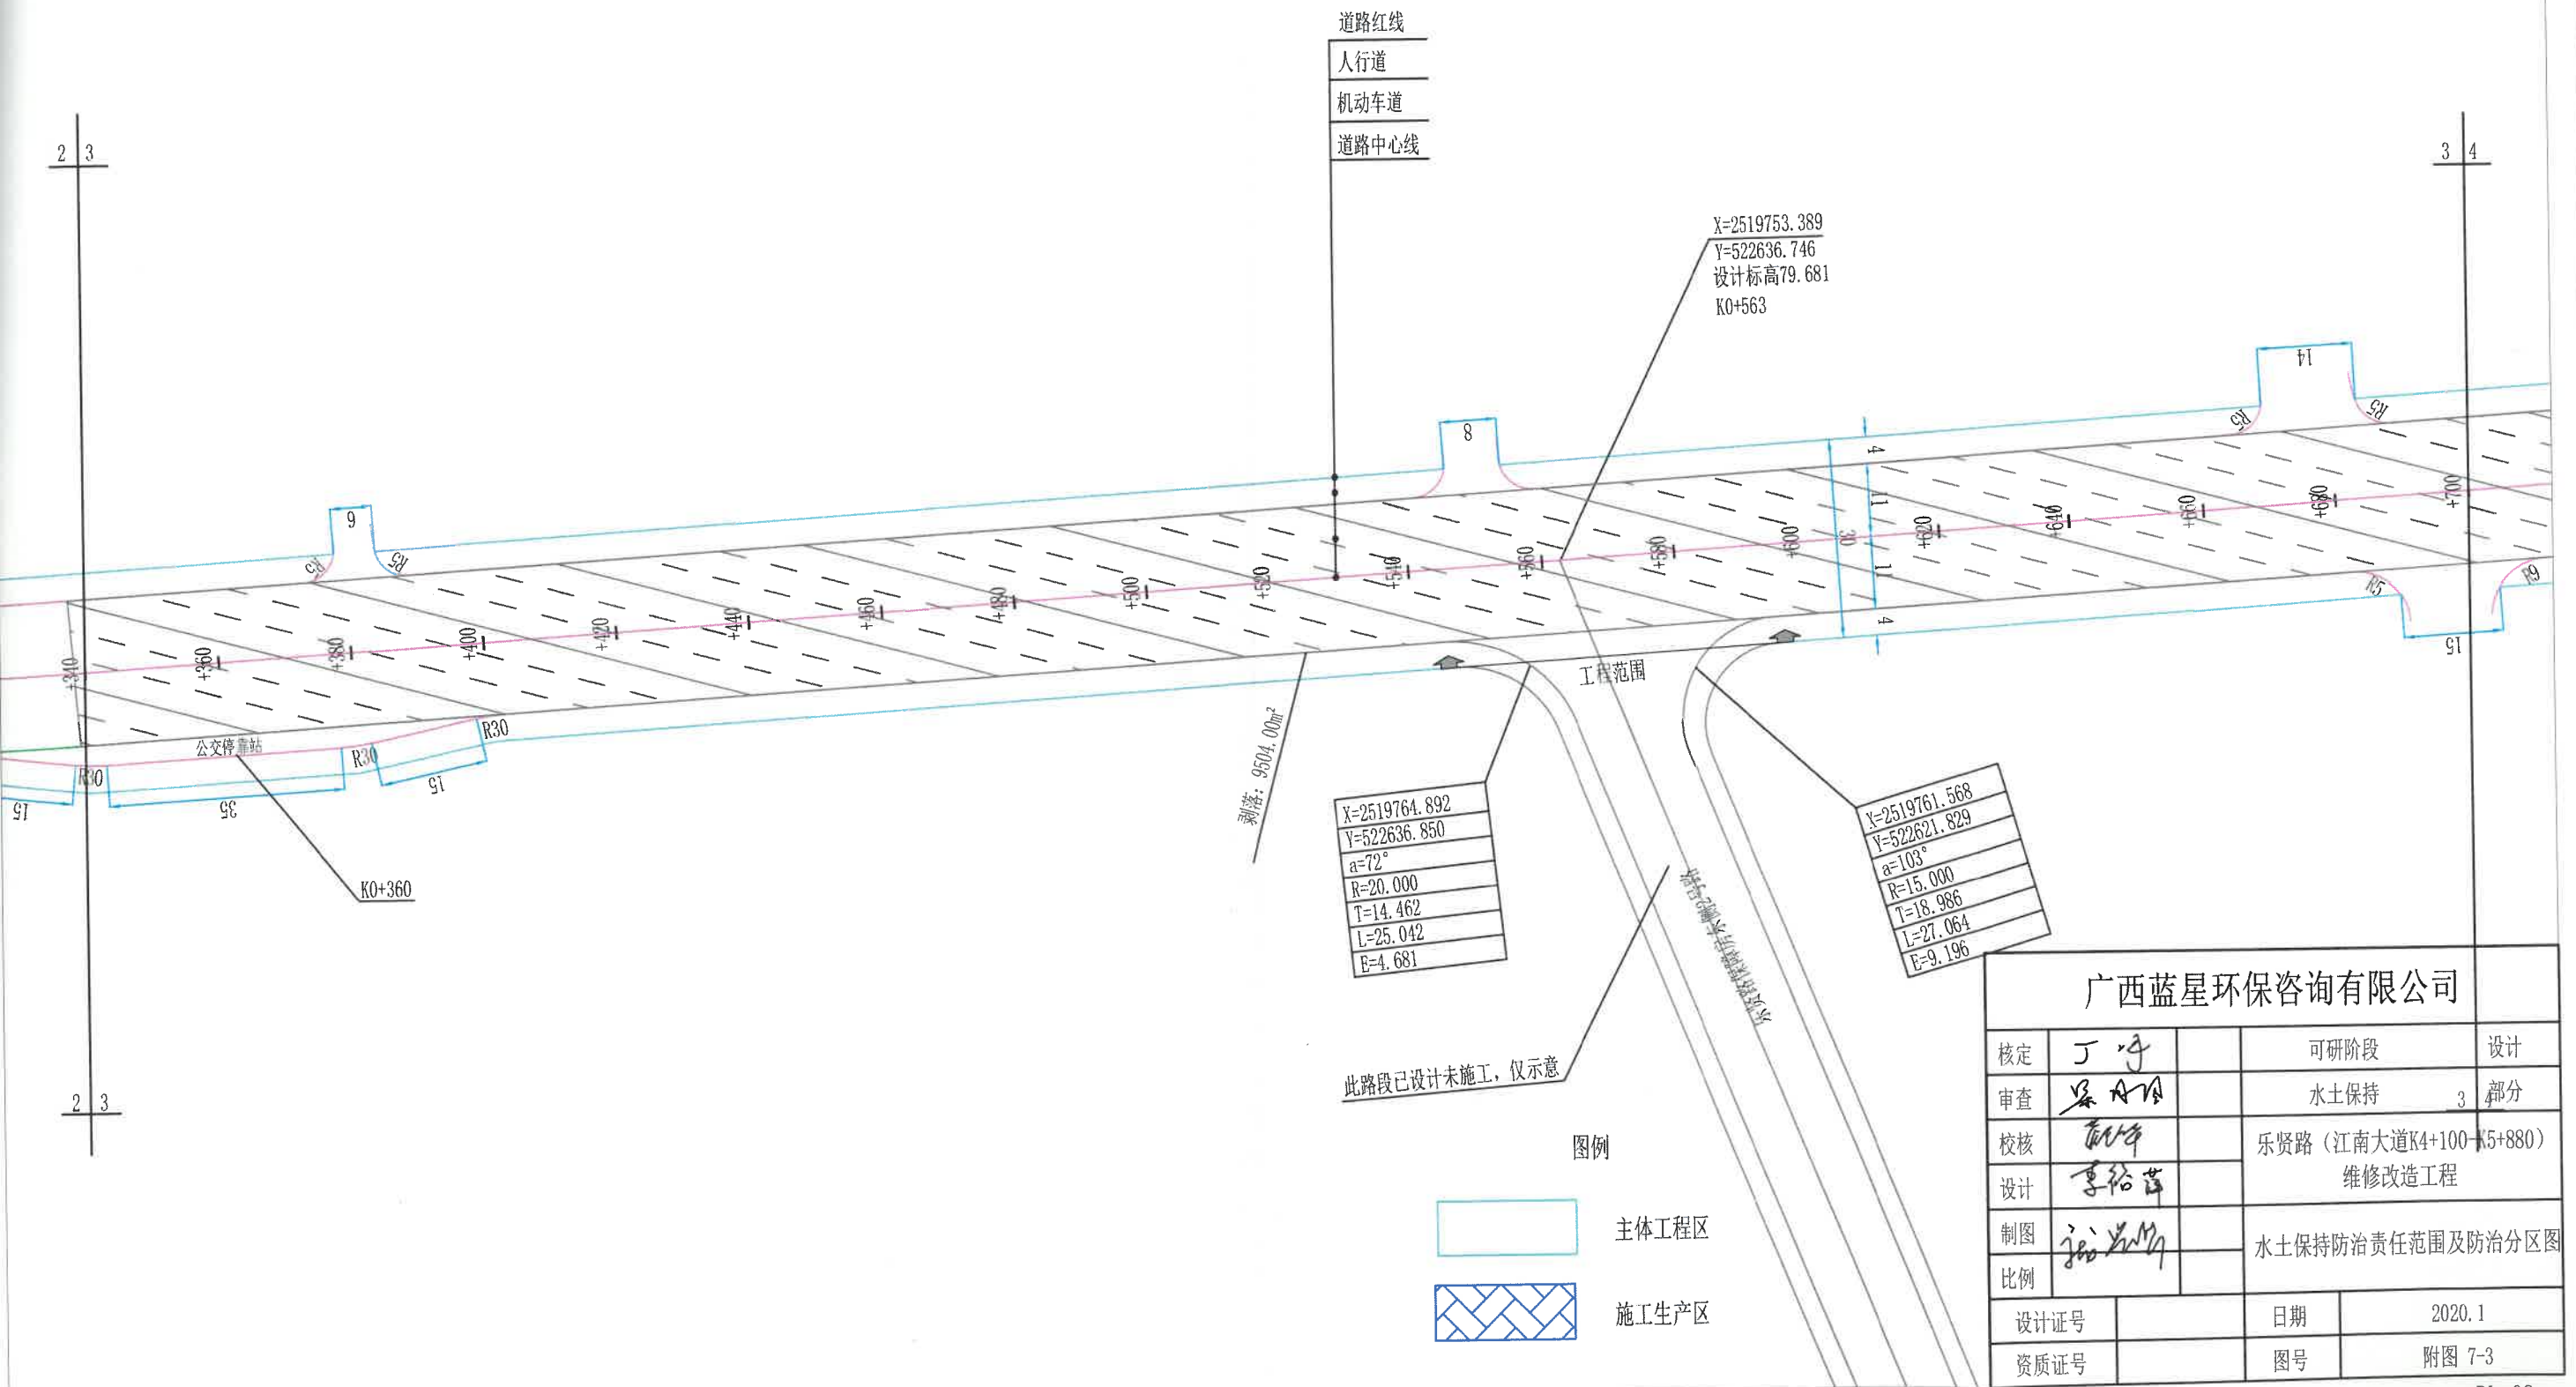 道路红线
人行道
机动车道
道路中心线
2 3
3 4
X=2519753.389
Y=522636.746
设计标高79.681
K0+563
14
R5
R5
8
9
R5
R5
4
11
30
11
4
+340
+360
+380
+400
+420
+440
+460
+480
+500
+520
+540
+560
+580
+600
+620
+640
+660
+680
+700
R5
R9
15
工程范围
公交停靠站
R30
R30
R30
15
35
15
K0+360
剥落：9504.00m²
X=2519764.892
Y=522636.850
a=72°
R=20.000
T=14.462
L=25.042
E=4.681
X=2519761.568
Y=522621.829
a=103°
R=15.000
T=18.986
L=27.064
E=9.196
此路段已设计未施工，仅示意
2 3
3 4
图例
主体工程区
施工生产区
广西蓝星环保咨询有限公司
核定 可研阶段 设计
审查 水土保持 部分
校核 乐贤路（江南大道K4+100-K5+880）
设计 维修改造工程
制图 水土保持防治责任范围及防治分区图
比例
设计证号 日期 2020.1
资质证号 图号 附图 7-3